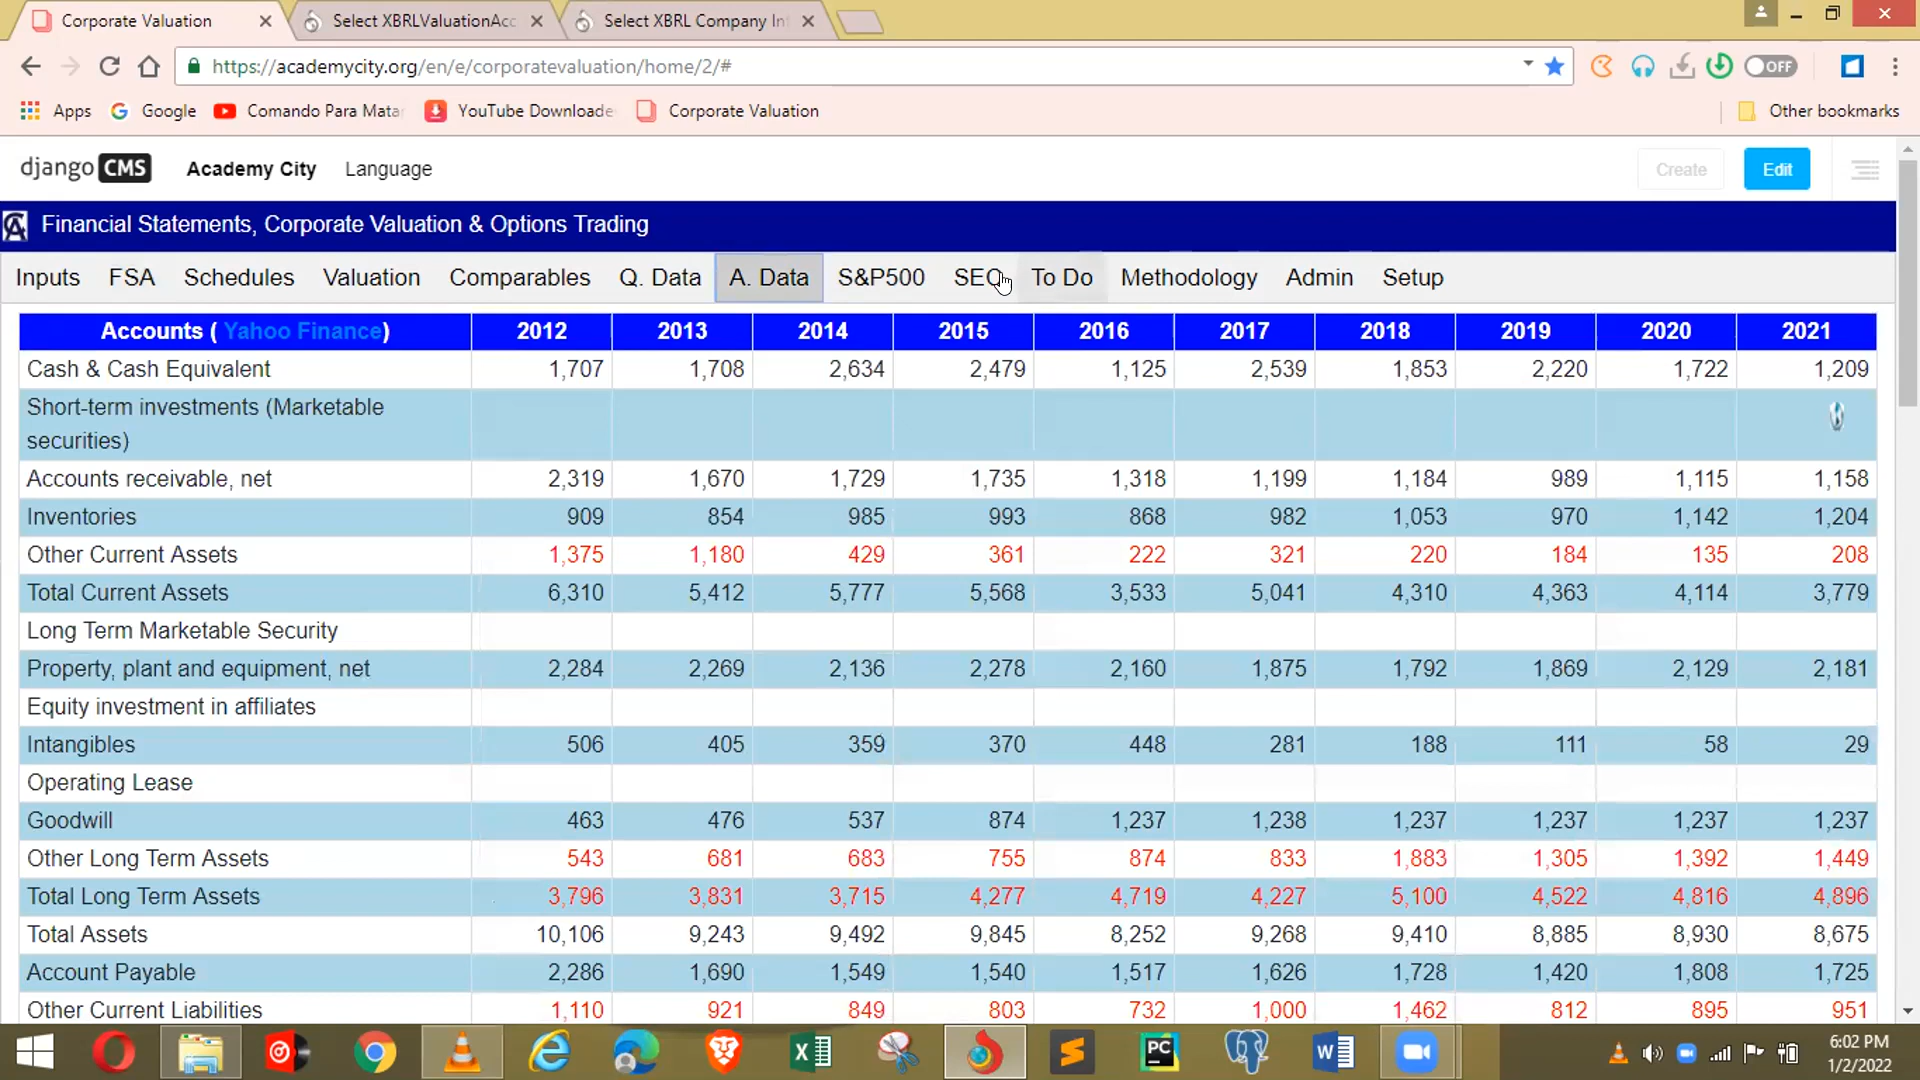 Corporate Valuation
Select XBRLValuationAcc
Select XBRL Company In
https://academycity.org/en/e/corporatevaluation/home/2/#
OFF
Apps
Google
Comando Para Matar
YouTube Downloade
Corporate Valuation
Other bookmarks
django CMS
Academy City
Language
Create
Edit
Financial Statements, Corporate Valuation & Options Trading
Inputs FSA Schedules Valuation Comparables Q. Data A. Data S&P500 SEQ To Do Methodology Admin Setup
Accounts ( Yahoo Finance) 2012 2013 2014 2015 2016 2017 2018 2019 2020 2021
Cash & Cash Equivalent 1,707 1,708 2,634 2,479 1,125 2,539 1,853 2,220 1,722 1,209
Short-term investments (Marketable
securities)
Accounts receivable, net 2,319 1,670 1,729 1,735 1,318 1,199 1,184 989 1,115 1,158
Inventories 909 854 985 993 868 982 1,053 970 1,142 1,204
Other Current Assets 1,375 1,180 429 361 222 321 220 184 135 208
Total Current Assets 6,310 5,412 5,777 5,568 3,533 5,041 4,310 4,363 4,114 3,779
Long Term Marketable Security
Property, plant and equipment, net 2,284 2,269 2,136 2,278 2,160 1,875 1,792 1,869 2,129 2,181
Equity investment in affiliates
Intangibles 506 405 359 370 448 281 188 111 58 29
Operating Lease
Goodwill 463 476 537 874 1,237 1,238 1,237 1,237 1,237 1,237
Other Long Term Assets 543 681 683 755 874 833 1,883 1,305 1,392 1,449
Total Long Term Assets 3,796 3,831 3,715 4,277 4,719 4,227 5,100 4,522 4,816 4,896
Total Assets 10,106 9,243 9,492 9,845 8,252 9,268 9,410 8,885 8,930 8,675
Account Payable 2,286 1,690 1,549 1,540 1,517 1,626 1,728 1,420 1,808 1,725
Other Current Liabilities 1,110 921 849 803 732 1,000 1,462 812 895 951
6:02 PM
1/2/2022